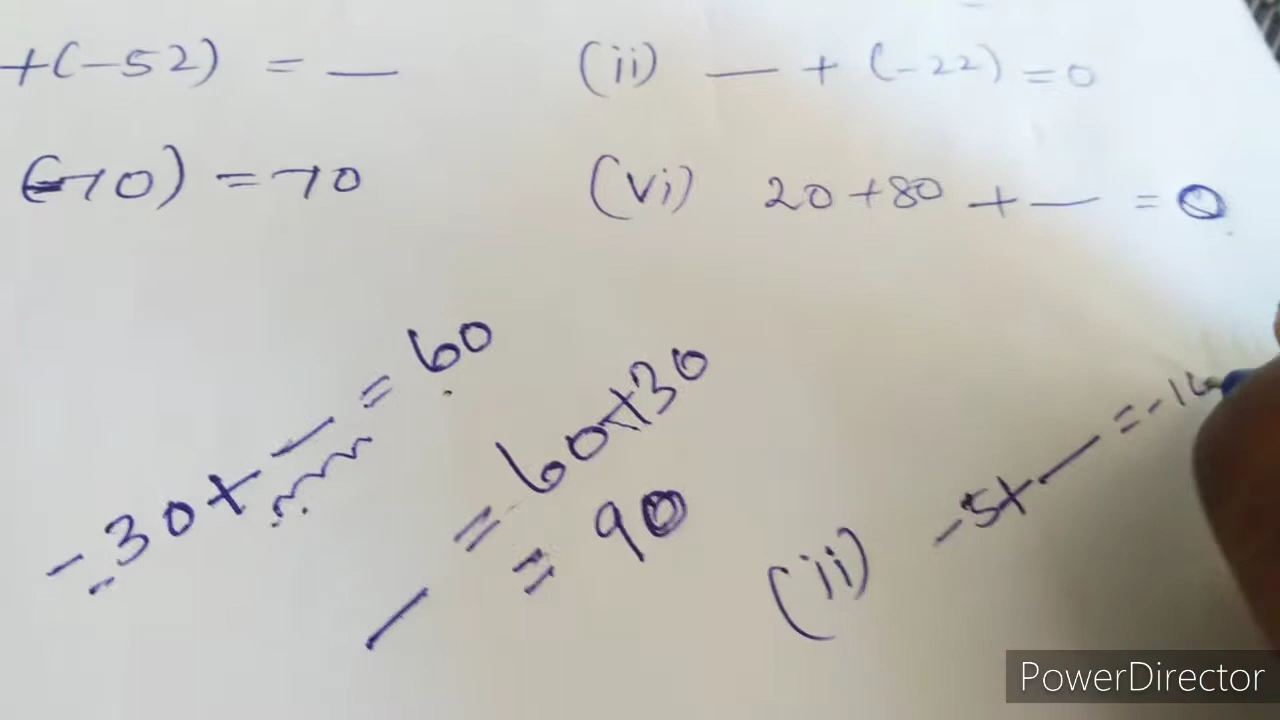 +(-52) = __ (ii) __ + (-22) = 0
(-70) = 70 (vi) 20 + 80 + __ = 0
-30 + __ = 60
__ = 60 + 30
= 90
(ii) -5 + __ =
PowerDirector